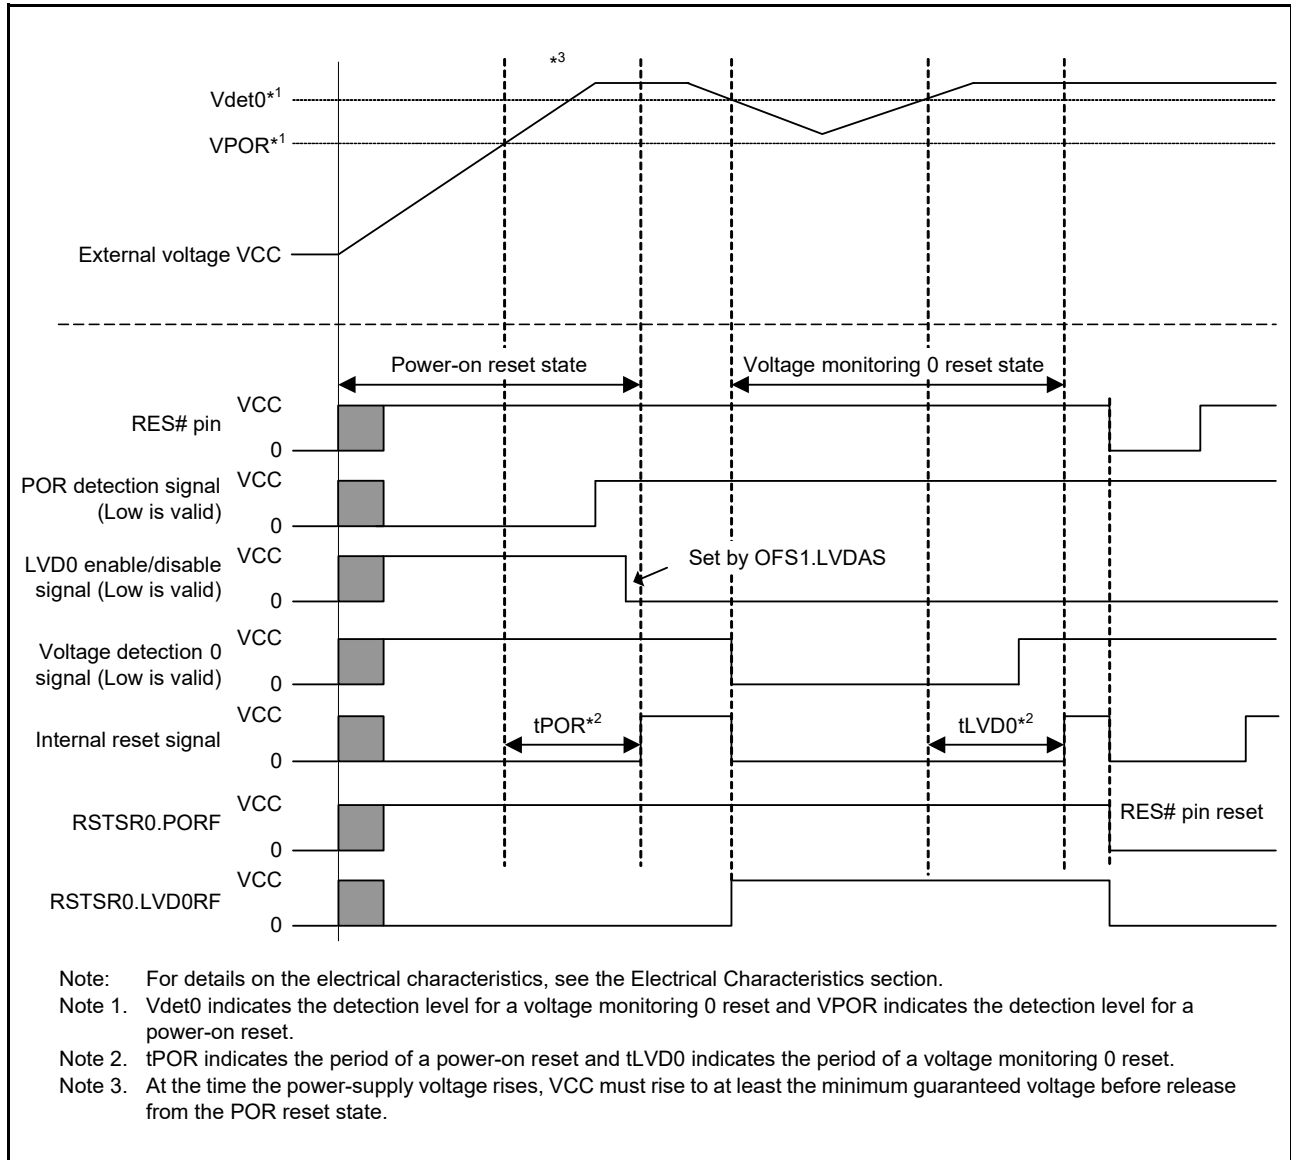 *3
Vdet0*1
VPOR*1
External voltage VCC
Power-on reset state
Voltage monitoring 0 reset state
RES# pin
VCC
0
POR detection signal
(Low is valid)
VCC
0
LVD0 enable/disable
signal (Low is valid)
VCC
0
Set by OFS1.LVDAS
Voltage detection 0
signal (Low is valid)
VCC
0
Internal reset signal
VCC
0
tPOR*2
tLVD0*2
RSTSR0.PORF
VCC
0
RES# pin reset
RSTSR0.LVD0RF
VCC
0
Note: For details on the electrical characteristics, see the Electrical Characteristics section.
Note 1. Vdet0 indicates the detection level for a voltage monitoring 0 reset and VPOR indicates the detection level for a
power-on reset.
Note 2. tPOR indicates the period of a power-on reset and tLVD0 indicates the period of a voltage monitoring 0 reset.
Note 3. At the time the power-supply voltage rises, VCC must rise to at least the minimum guaranteed voltage before release
from the POR reset state.